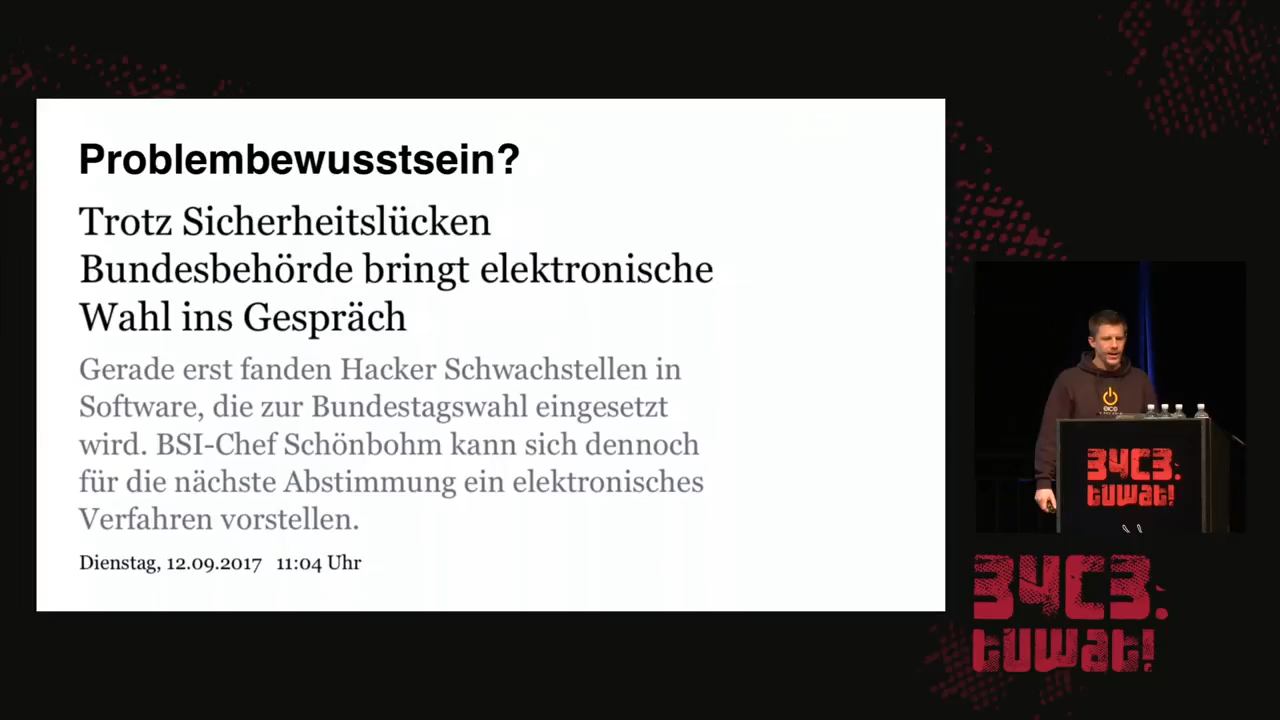 Problembewusstsein?
Trotz Sicherheitslücken
Bundesbehörde bringt elektronische
Wahl ins Gespräch
Gerade erst fanden Hacker Schwachstellen in
Software, die zur Bundestagswahl eingesetzt
wird. BSI-Chef Schönbohm kann sich dennoch
für die nächste Abstimmung ein elektronisches
Verfahren vorstellen.
Dienstag, 12.09.2017 11:04 Uhr
34C3.
tuwat!
34C3.
tuwat!